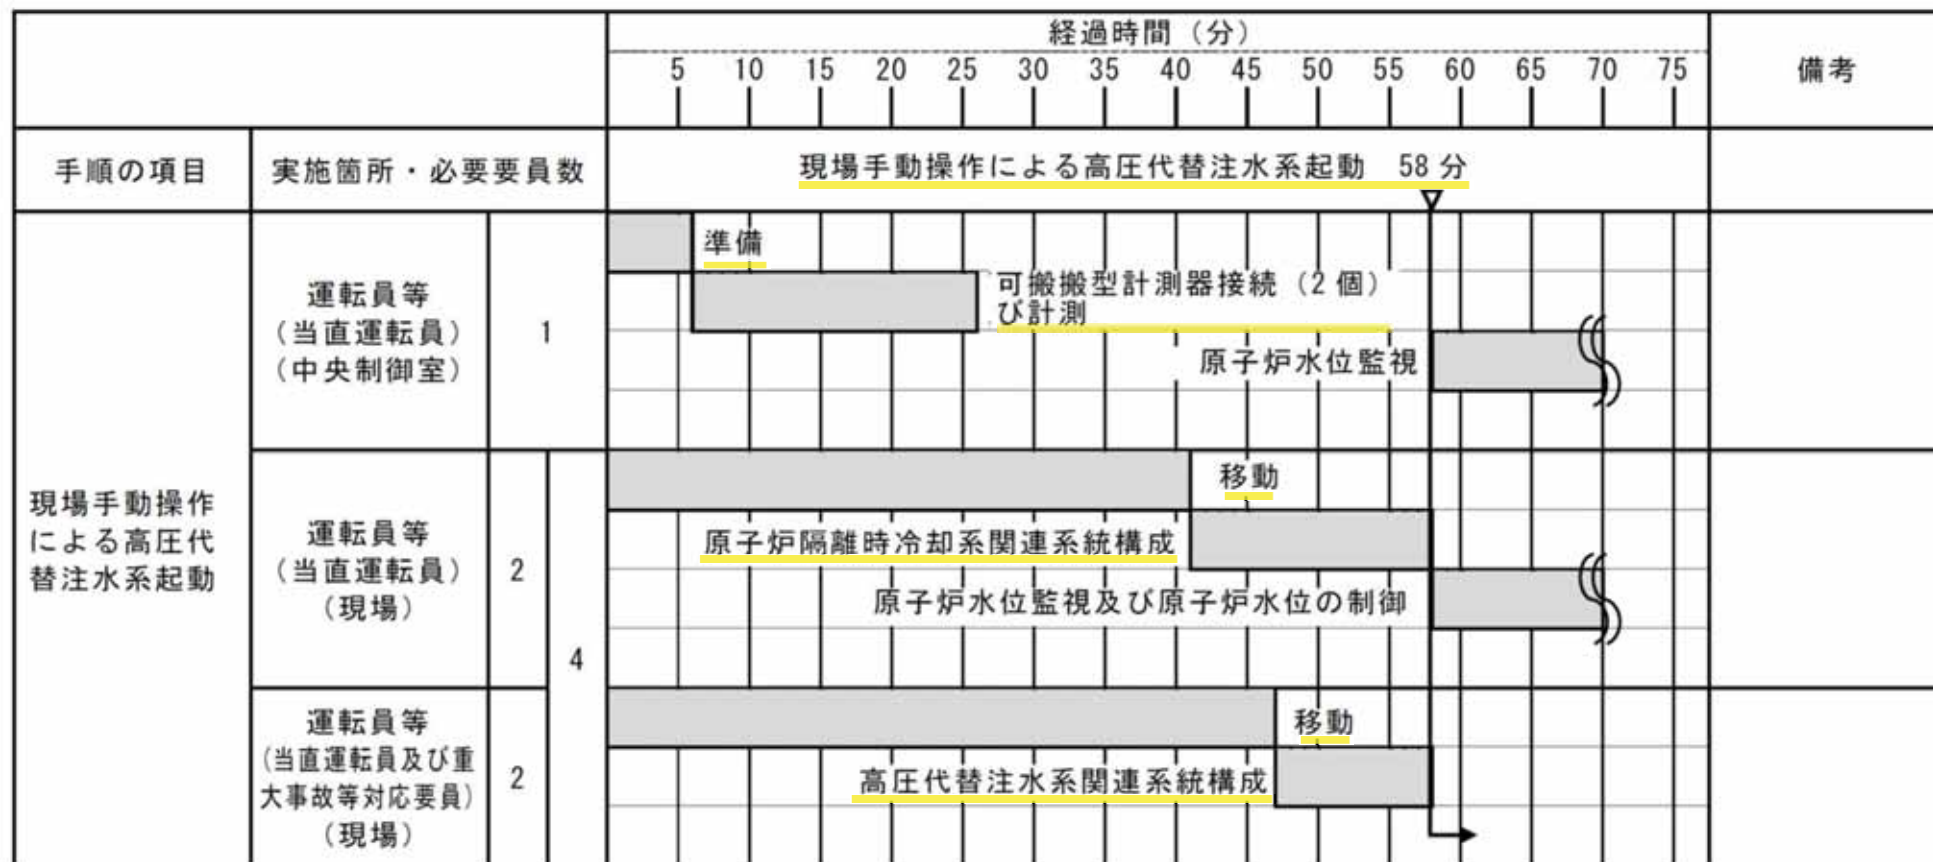 経過時間（分）
5 10 15 20 25 30 35 40 45 50 55 60 65 70 75
備考
手順の項目
実施箇所・必要要員数
現場手動操作による高圧代替注水系起動 58 分
現場手動操作
による高圧代
替注水系起動
運転員等
（当直運転員）
（中央制御室）
1
準備
可搬搬型計測器接続（2 個）
び計測
原子炉水位監視
運転員等
（当直運転員）
（現場）
2
4
移動
原子炉隔離時冷却系関連系統構成
原子炉水位監視及び原子炉水位の制御
運転員等
（当直運転員及び重
大事故等対応要員）
（現場）
2
移動
高圧代替注水系関連系統構成